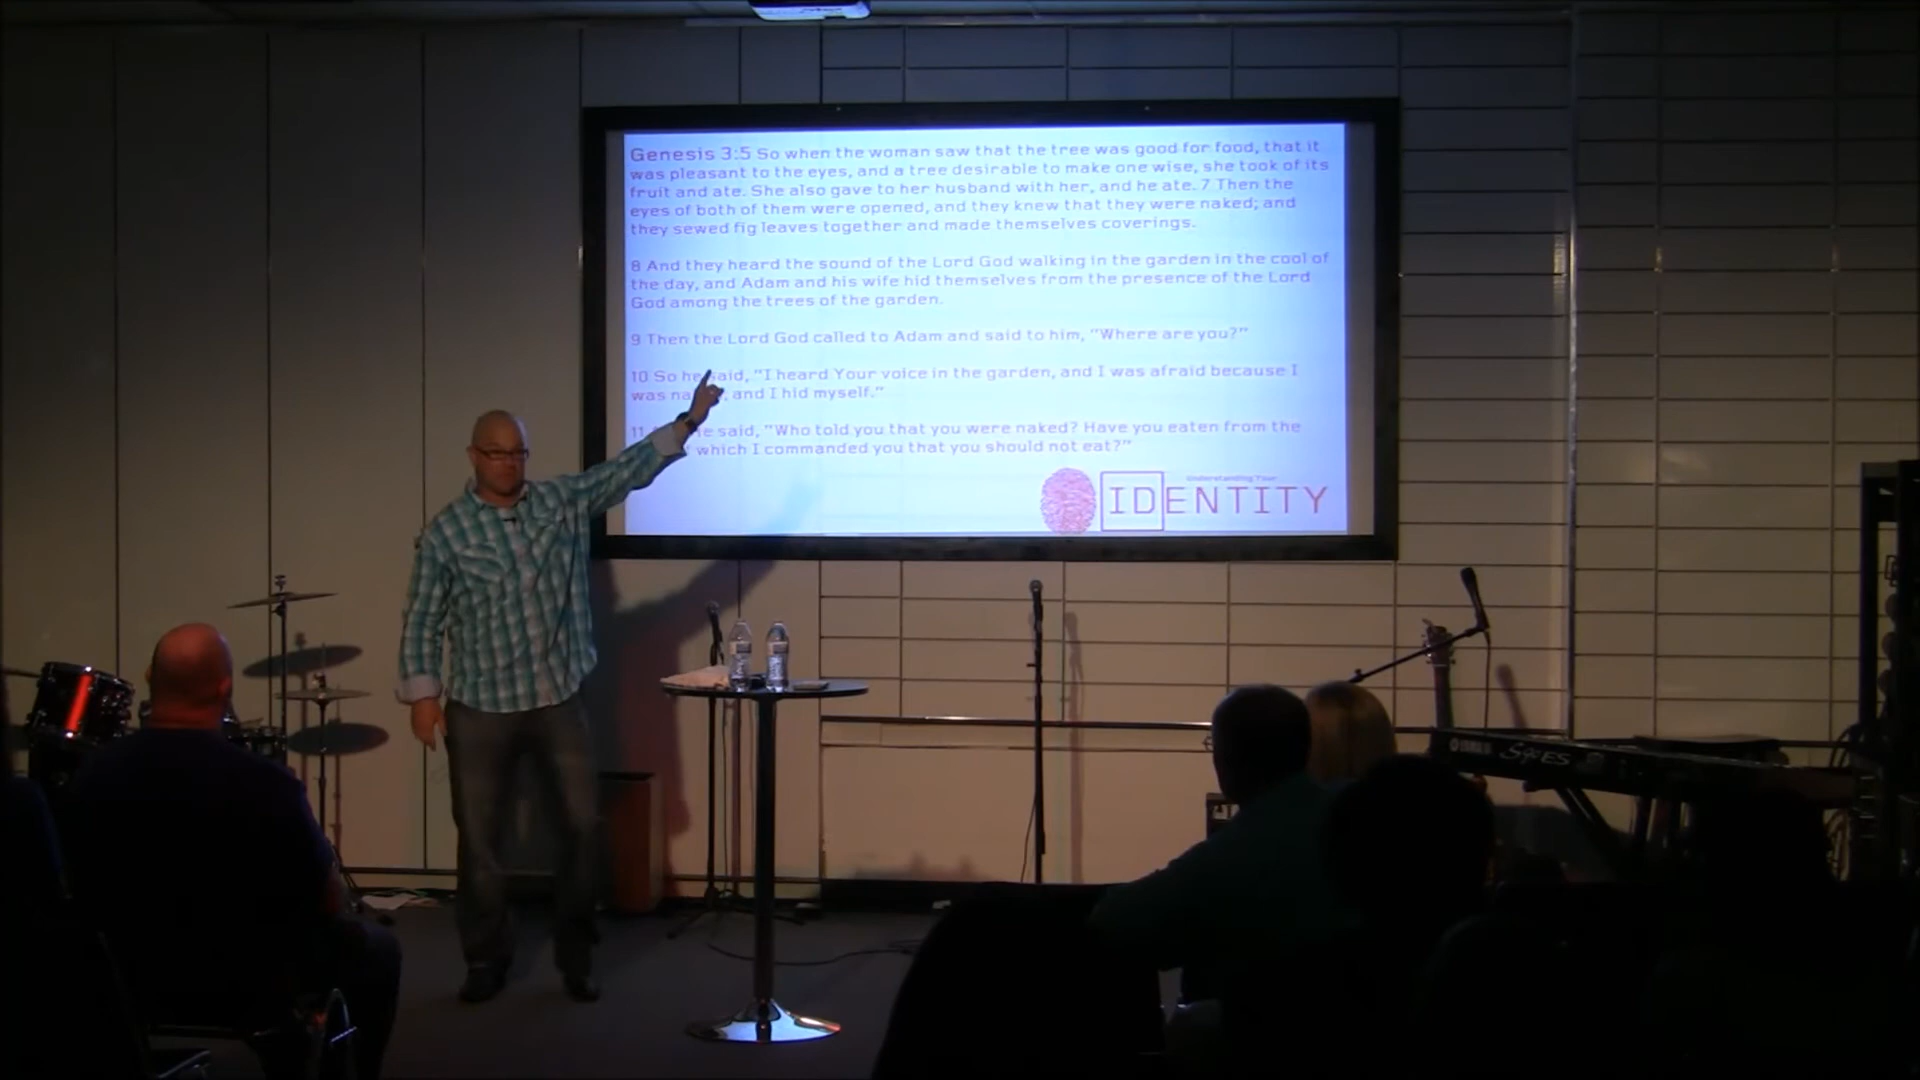 Genesis 3:5 So when the woman saw that the tree was good for food, that it
was pleasant to the eyes, and a tree desirable to make one wise, she took of its
fruit and ate. She also gave to her husband with her, and he ate. 7 Then the
eyes of both of them were opened, and they knew that they were naked; and
they sewed fig leaves together and made themselves coverings.
8 And they heard the sound of the Lord God walking in the garden in the cool of
the day, and Adam and his wife hid themselves from the presence of the Lord
God among the trees of the garden.
9 Then the Lord God called to Adam and said to him, "Where are you?"
10 So he said, "I heard Your voice in the garden, and I was afraid because I
was and I hid myself."
11 he said, "Who told you that you were naked? Have you eaten from the
which I commanded you that you should not eat?"
Understanding Your
IDENTITY
YAMAHA S90ES